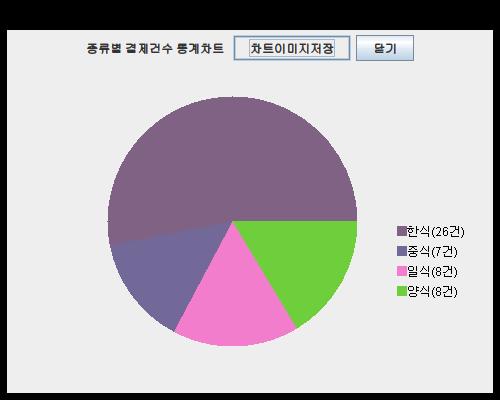 종류별 결제건수 통계차트 차트이미지저장 닫기
한식(26건)
중식(7건)
일식(8건)
양식(8건)